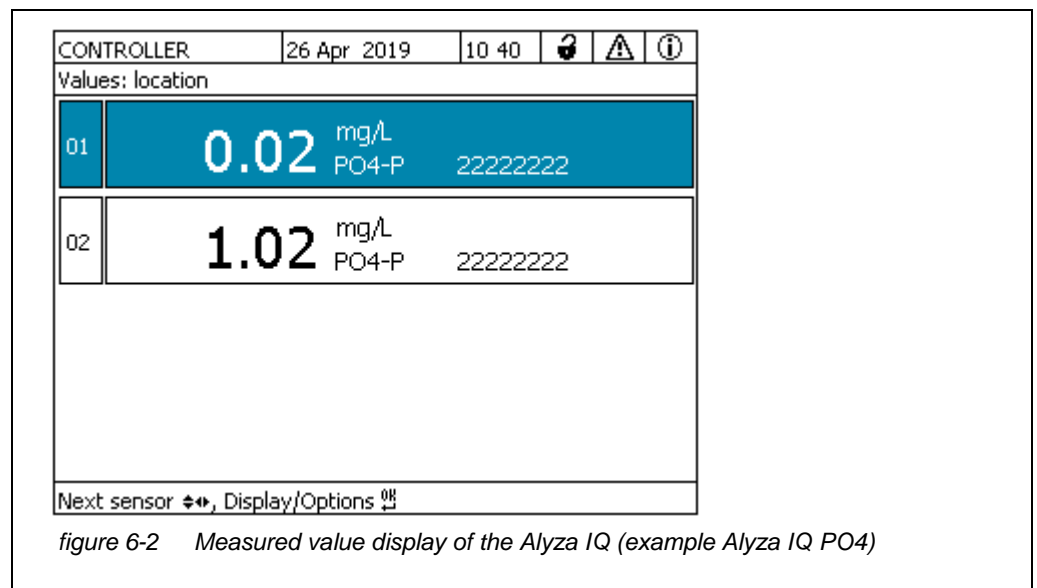 CONTROLLER 26 Apr 2019 10 40
Values: location
01 0.02 mg/L PO4-P 22222222
02 1.02 mg/L PO4-P 22222222
Next sensor, Display/Options OK
figure 6-2 Measured value display of the Alyza IQ (example Alyza IQ PO4)